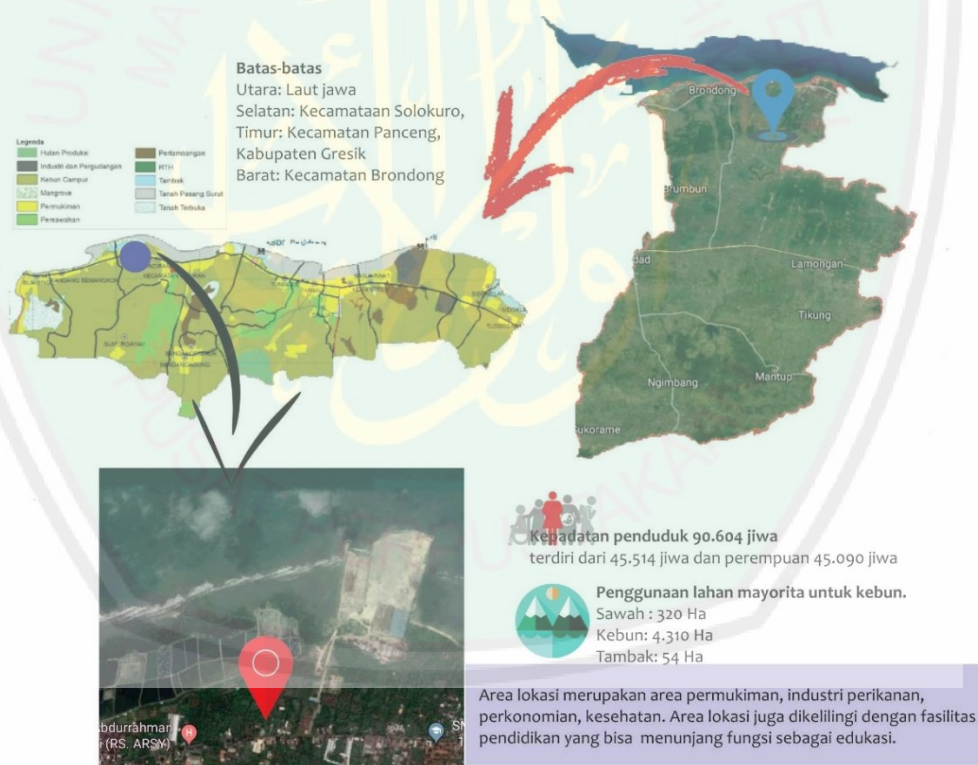 Batas-batas
Utara: Laut jawa
Selatan: Kecamataan Solokuro,
Timur: Kecamatan Panceng,
Kabupaten Gresik
Barat: Kecamatan Brondong
Legenda
Hutan Produksi
Industri dan Pergudangan
Kebun Campur
Mangrove
Permukiman
Persawahan
Pertambangan
RTH
Tambak
Tanah Pasang Surut
Tanah Terbuka
Brondong
Brumbun
dad
Lamongan
Tikung
Mantup
Ngimbang
Sukorame
Kepadatan penduduk 90.604 jiwa
terdiri dari 45.514 jiwa dan perempuan 45.090 jiwa
Penggunaan lahan mayorita untuk kebun.
Sawah : 320 Ha
Kebun: 4.310 Ha
Tambak: 54 Ha
bdurrahman
(RS. ARSY)
H
Area lokasi merupakan area permukiman, industri perikanan,
perkonomian, kesehatan. Area lokasi juga dikelilingi dengan fasilitas
pendidikan yang bisa menunjang fungsi sebagai edukasi.